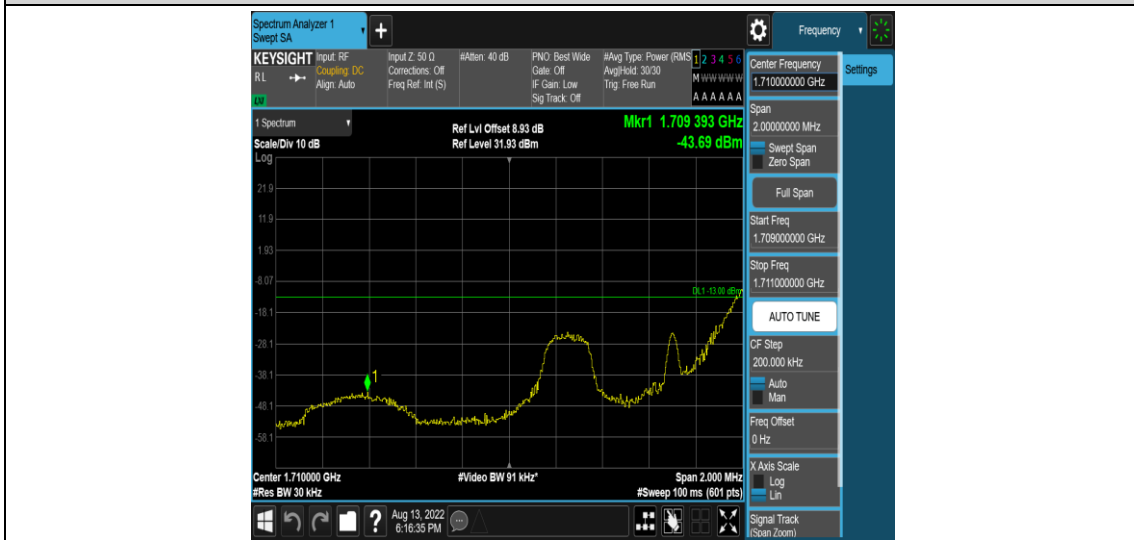 Spectrum Analyzer 1
Swept SA
+
Frequency
KEYSIGHT
RL
LXI
Input: RF
Coupling: DC
Align: Auto
Input Z: 50 Ω
Corrections: Off
Freq Ref: Int (S)
#Atten: 40 dB
PNO: Best Wide
Gate: Off
IF Gain: Low
Sig Track: Off
#Avg Type: Power (RMS
Avg|Hold: 30/30
Trig: Free Run
1 2 3 4 5 6
M W W W W W
A A A A A A
1 Spectrum
Scale/Div 10 dB
Log
Ref Lvl Offset 8.93 dB
Ref Level 31.93 dBm
Mkr1 1.709 393 GHz
-43.69 dBm
21.9
11.9
1.93
-8.07
-18.1
-28.1
-38.1
-48.1
-58.1
DL1 -13.00 dBm
1
Center 1.710000 GHz
#Res BW 30 kHz
#Video BW 91 kHz*
Span 2.000 MHz
#Sweep 100 ms (601 pts)
Center Frequency
1.710000000 GHz
Settings
Span
2.00000000 MHz
Swept Span
Zero Span
Full Span
Start Freq
1.709000000 GHz
Stop Freq
1.711000000 GHz
AUTO TUNE
CF Step
200.000 kHz
Auto
Man
Freq Offset
0 Hz
X Axis Scale
Log
Lin
Signal Track
(Span Zoom)
?
Aug 13, 2022
6:16:35 PM